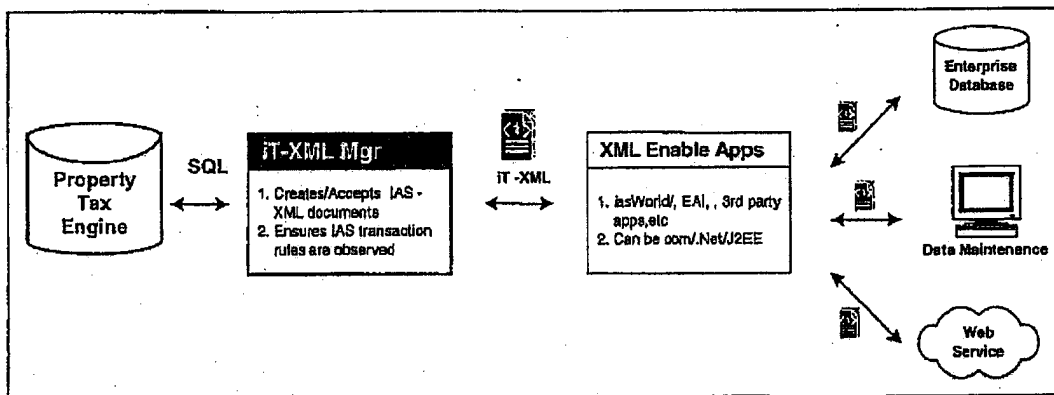 Property
Tax
Engine
SQL
iT-XML Mgr
1. Creates/Accepts IAS -
XML documents
2. Ensures IAS transaction
rules are observed
iT -XML
XML Enable Apps
1. iasWorld/, EAI, , 3rd party
apps,etc
2. Can be com/.Net/J2EE
Enterprise
Database
Data Maintenance
Web
Service